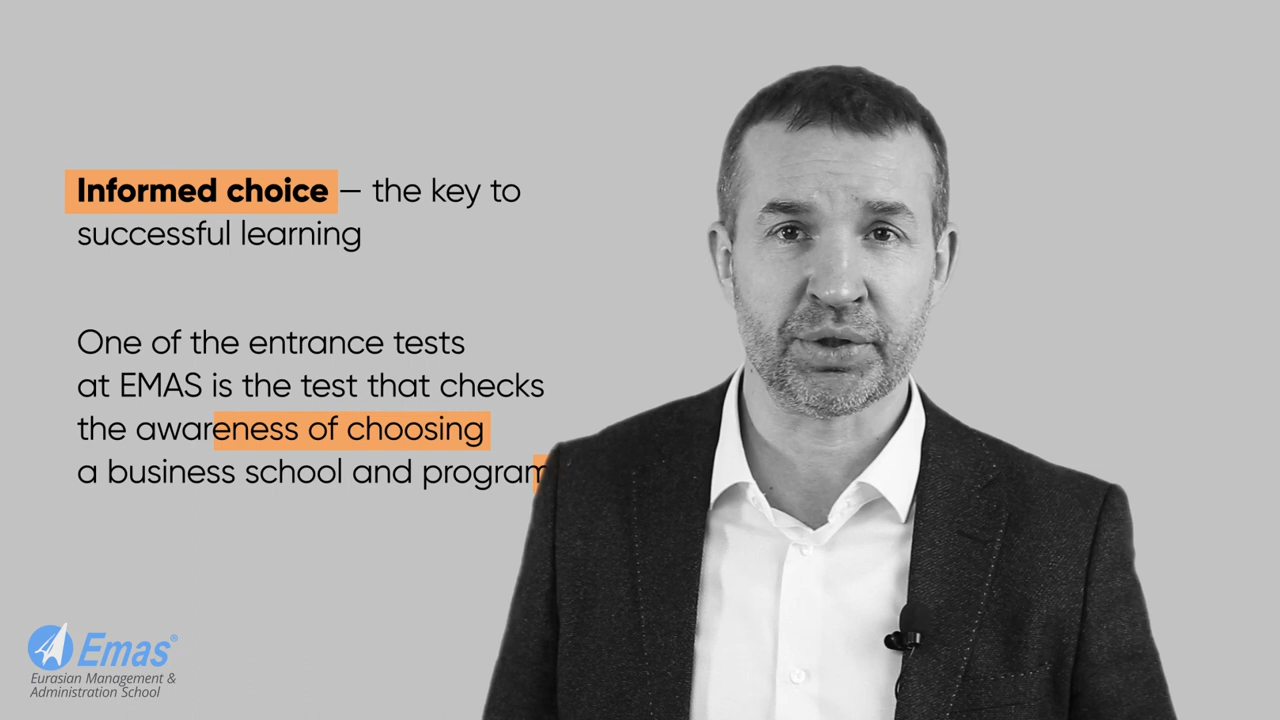 Informed choice — the key to
successful learning
One of the entrance tests
at EMAS is the test that checks
the awareness of choosing
a business school and program
Emas®
Eurasian Management &
Administration School